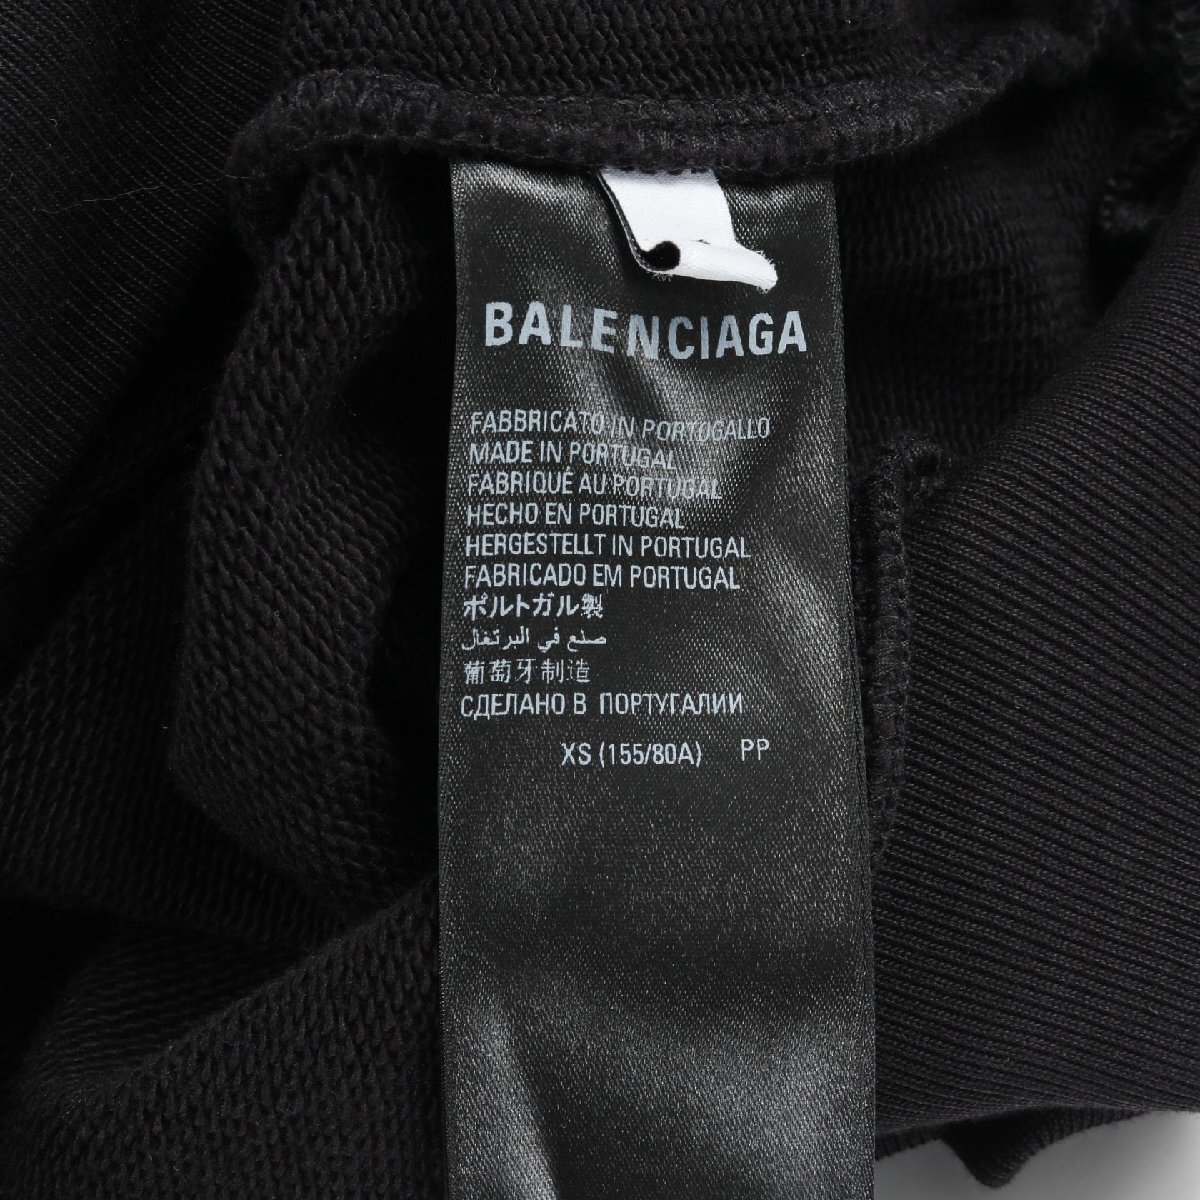 BALENCIAGA
FABBRICATO IN PORTOGALLO
MADE IN PORTUGAL
FABRIQUÉ AU PORTUGAL
HECHO EN PORTUGAL
HERGESTELLT IN PORTUGAL
FABRICADO EM PORTUGAL
ポルトガル製
صنع في البرتغال
葡萄牙制造
СДЕЛАНО В ПОРТУГАЛИИ
XS (155/80A) PP